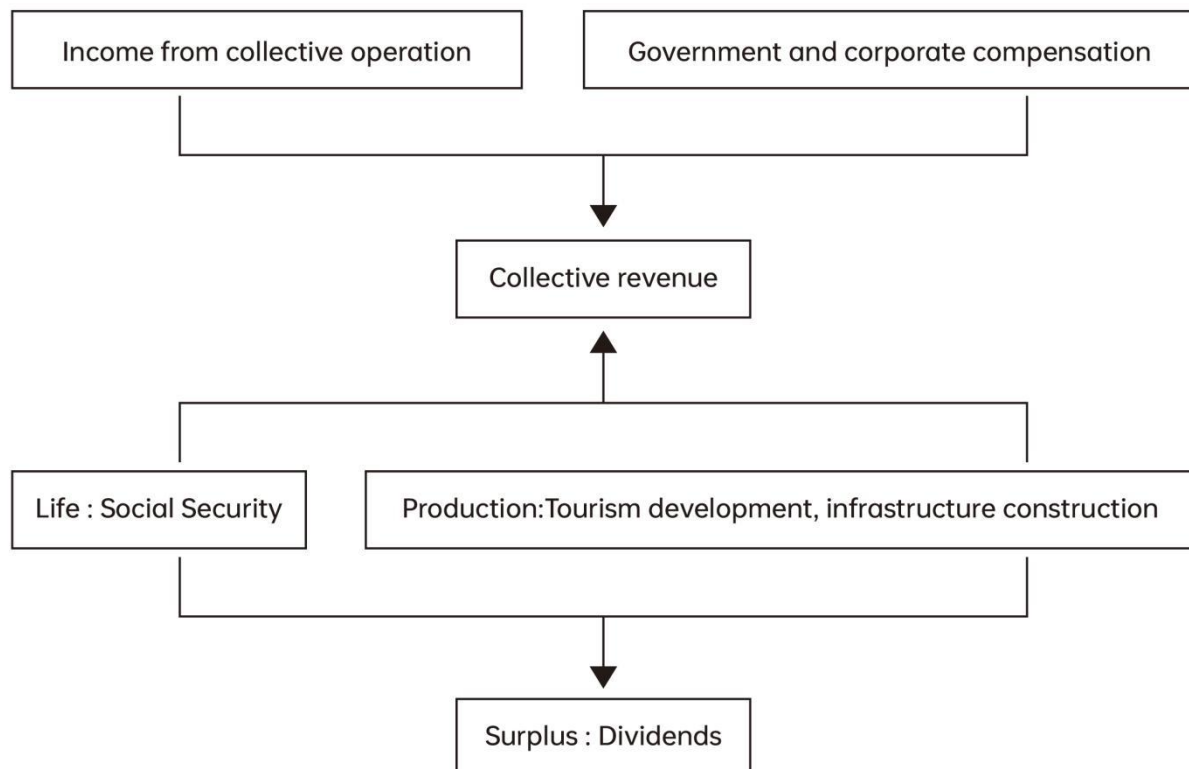 Income from collective operation
Government and corporate compensation
Collective revenue
Life : Social Security
Production:Tourism development, infrastructure construction
Surplus : Dividends